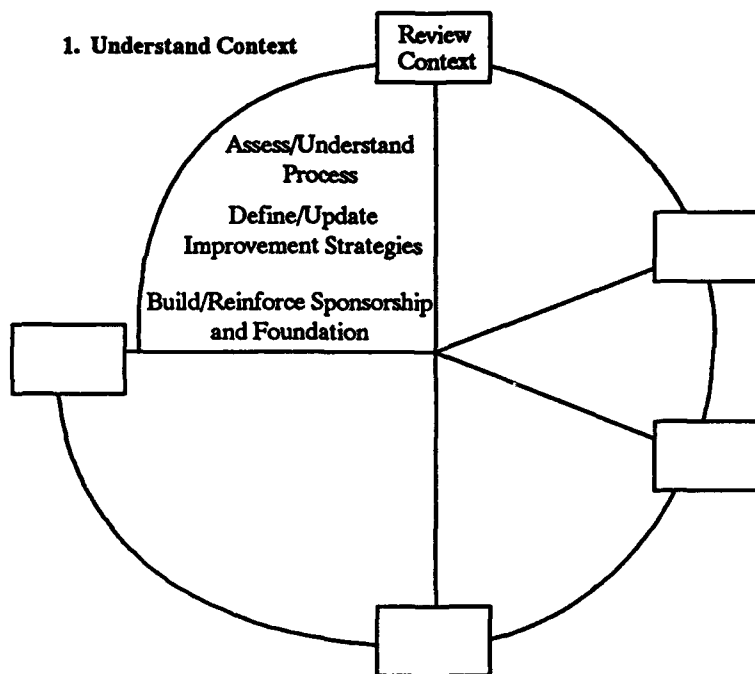 1. Understand Context
Review
Context
Assess/Understand
Process
Define/Update
Improvement Strategies
Build/Reinforce Sponsorship
and Foundation